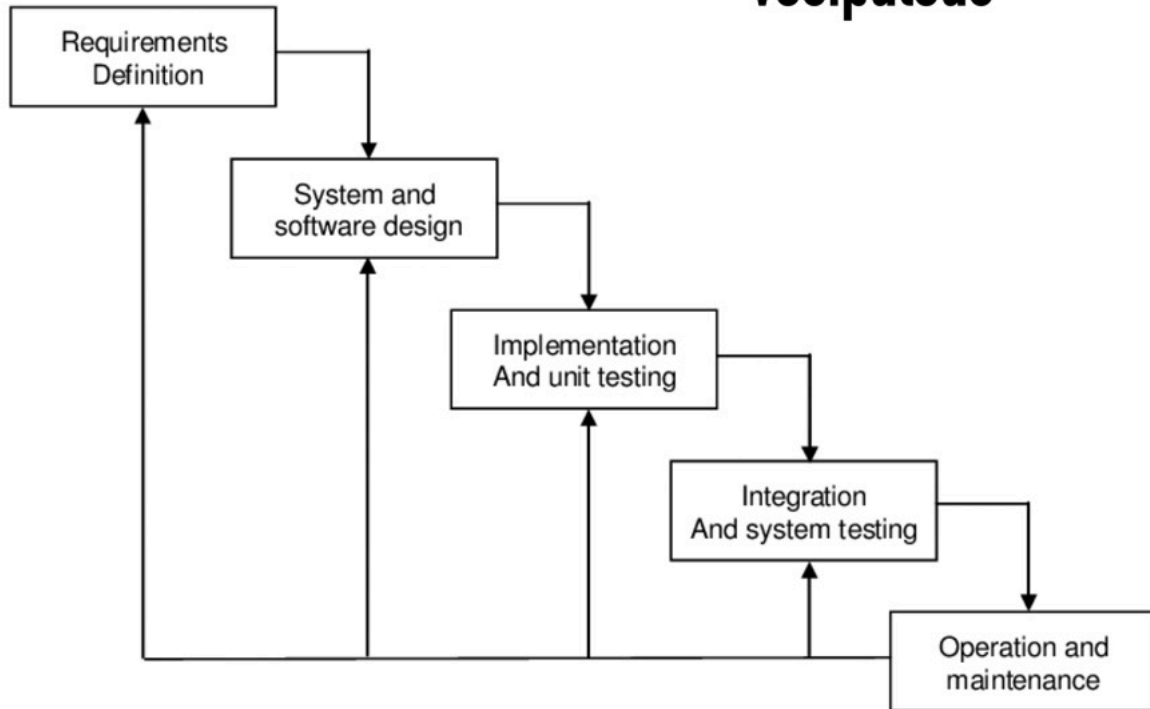 Requirements
Definition
System and
software design
Implementation
And unit testing
Integration
And system testing
Operation and
maintenance